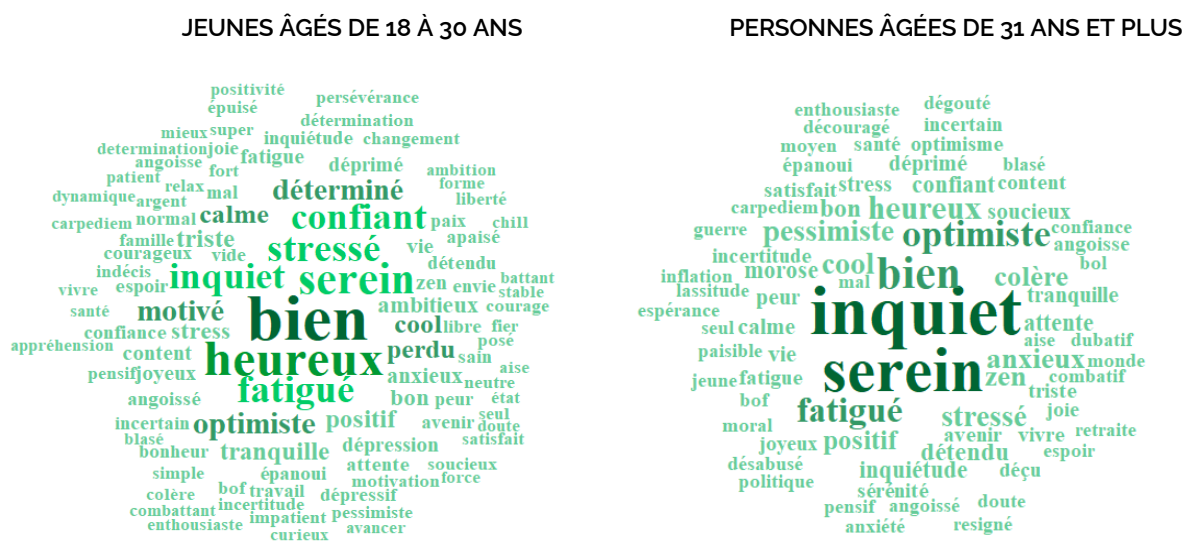 JEUNES ÂGÉS DE 18 À 30 ANS
positivité
épuisé persévérance
détermination
mieux super inquiétude changement
determination joie fatigue
angoisse fort déprimé ambition
patient relax mal déterminé forme
dynamique argent liberté
carpediem normal calme confiant paix chill
famille triste stressé vie apaisé
courageux vide détendu
indécis espoir inquiet serein zen envie battant
vivre stable
santé motivé bien ambitieux courage
confiance stress cool libre fier
appréhension content heureux perdu posé
sain
pensif joyeux fatigué anxieux aise
neutre
angoissé bon peur état
incertain optimiste positif avenir seul
doute
blasé satisfait
bonheur tranquille dépression
simple épanoui attente soucieux
motivation force
colère bof travail dépressif
combattant incertitude
enthousiaste impatient pessimiste
curieux avancer
PERSONNES ÂGÉES DE 31 ANS ET PLUS
enthousiaste dégouté
découragé incertain
moyen santé optimisme
épanoui déprimé blasé
satisfait stress confiant content
carpediem bon heureux soucieux
guerre pessimiste optimiste confiance
angoisse
incertitude
inflation morose cool bien colère bol
lassitude mal
peur tranquille
espérance inquiet
seul calme attente
aise dubatif
paisible vie anxieux monde
jeune fatigue serein zen combatif
triste
bof fatigué stressé joie
moral avenir vivre retraite
joyeux positif détendu espoir
désabusé inquiétude déçu
politique
sérénité
pensif angoissé doute
anxiété resigné